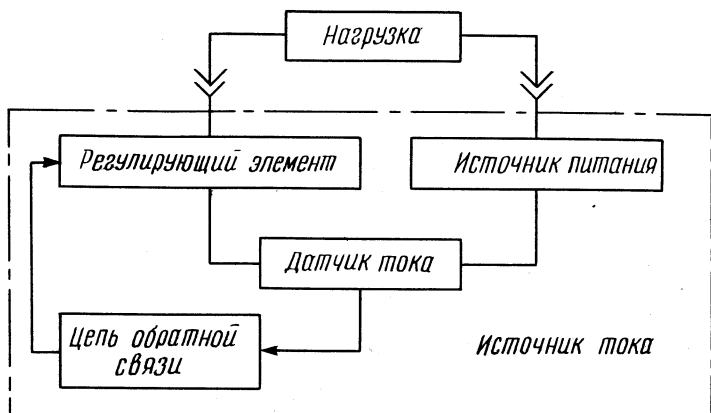 Нагрузка
Регулирующий элемент
Источник питания
Датчик тока
Цепь обратной
связи
Источник тока